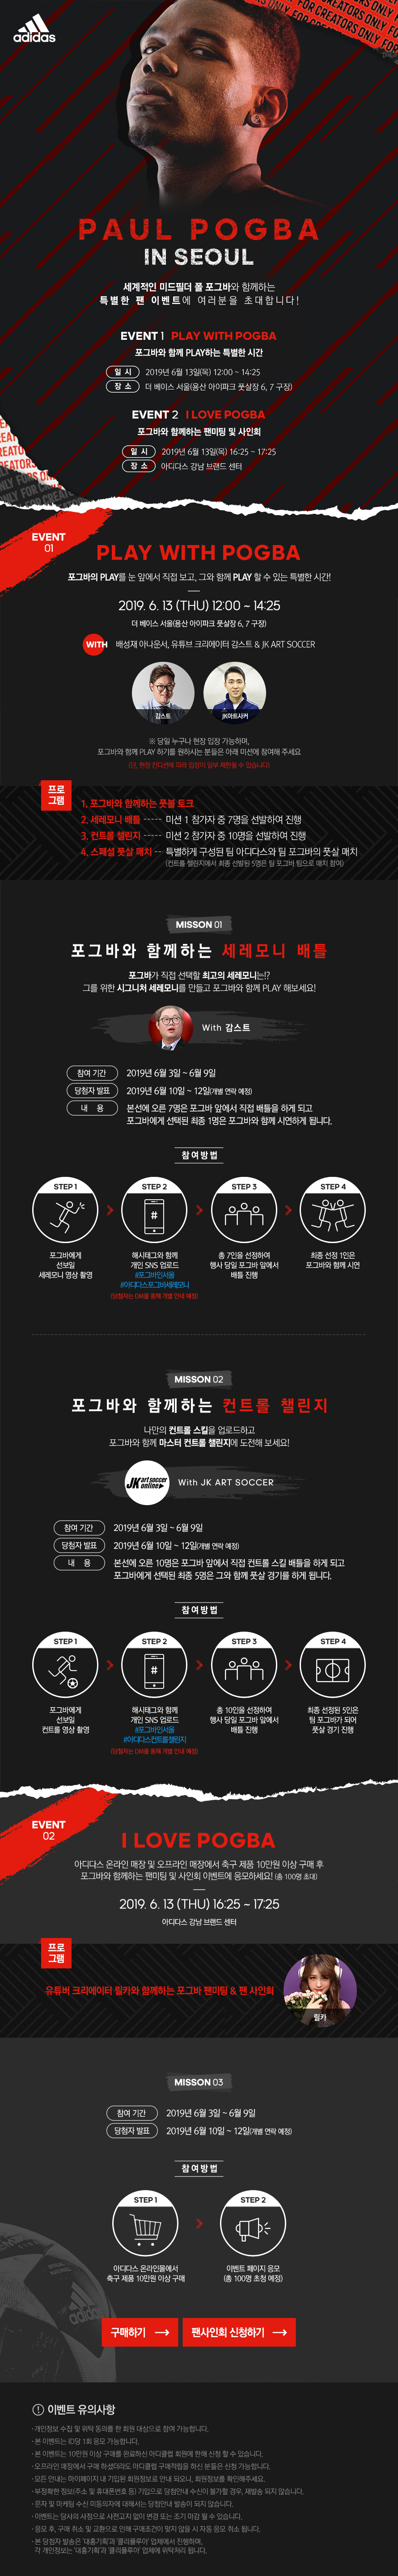 adidas
FOR CREATORS ONLY
PAUL POGBA
IN SEOUL
세계적인 미드필더 폴 포그바와 함께하는
특별한 팬 이벤트에 여러분을 초대합니다!
EVENT 1 PLAY WITH POGBA
포그바와 함께 PLAY하는 특별한 시간
일 시 2019년 6월 13일(목) 12:00 ~ 14:25
장 소 더 베이스 서울(용산 아이파크 풋살장 6, 7 구장)
EVENT 2 I LOVE POGBA
포그바와 함께하는 팬미팅 및 사인회
일 시 2019년 6월 13일(목) 16:25 ~ 17:25
장 소 아디다스 강남 브랜드 센터
EVENT
01
PLAY WITH POGBA
포그바의 PLAY를 눈 앞에서 직접 보고, 그와 함께 PLAY 할 수 있는 특별한 시간!
2019. 6. 13 (THU) 12:00 ~ 14:25
더 베이스 서울(용산 아이파크 풋살장 6, 7 구장)
WITH 배성재 아나운서, 유튜브 크리에이터 감스트 & JK ART SOCCER
감스트
JK아트사커
※ 당일 누구나 현장 입장 가능하며,
포그바와 함께 PLAY 하기를 원하시는 분들은 아래 미션에 참여해 주세요
(단, 현장 컨디션에 따라 입장이 일부 제한될 수 있습니다)
프로
그램
1. 포그바와 함께하는 풋볼 토크
2. 세레모니 배틀 ----- 미션 1 참가자 중 7명을 선발하여 진행
3. 컨트롤 챌린지 ----- 미션 2 참가자 중 10명을 선발하여 진행
4. 스페셜 풋살 매치 -- 특별하게 구성된 팀 아디다스와 팀 포그바의 풋살 매치
(컨트롤 챌린지에서 최종 선발된 5명은 팀 포그바 팀으로 매치 참여)
MISSON 01
포그바와 함께하는 세레모니 배틀
포그바가 직접 선택할 최고의 세레모니는!?
그를 위한 시그니처 세레모니를 만들고 포그바와 함께 PLAY 해보세요!
With 감스트
참여 기간 2019년 6월 3일 ~ 6월 9일
당첨자 발표 2019년 6월 10일 ~ 12일(개별 연락 예정)
내 용 본선에 오른 7명은 포그바 앞에서 직접 배틀을 하게 되고
포그바에게 선택된 최종 1명은 포그바와 함께 시연하게 됩니다.
참여방법
STEP 1
포그바에게
선보일
세레모니 영상 촬영
STEP 2
#
해시태그와 함께
개인 SNS 업로드
#포그바인서울
#아디다스포그바세레모니
(당첨자는 DM을 통해 개별 안내 예정)
STEP 3
총 7인을 선정하여
행사 당일 포그바 앞에서
배틀 진행
STEP 4
최종 선정 1인은
포그바와 함께 시연
MISSON 02
포그바와 함께하는 컨트롤 챌린지
나만의 컨트롤 스킬을 업로드하고
포그바와 함께 마스터 컨트롤 챌린지에 도전해 보세요!
JK art soccer online
With JK ART SOCCER
참여 기간 2019년 6월 3일 ~ 6월 9일
당첨자 발표 2019년 6월 10일 ~ 12일(개별 연락 예정)
내 용 본선에 오른 10명은 포그바 앞에서 직접 컨트롤 스킬 배틀을 하게 되고
포그바에게 선택된 최종 5명은 그와 함께 풋살 경기를 하게 됩니다.
참여방법
STEP 1
포그바에게
선보일
컨트롤 영상 촬영
STEP 2
#
해시태그와 함께
개인 SNS 업로드
#포그바인서울
#아디다스컨트롤챌린지
(당첨자는 DM을 통해 개별 안내 예정)
STEP 3
총 10인을 선정하여
행사 당일 포그바 앞에서
배틀 진행
STEP 4
최종 선정된 5인은
팀 포그바가 되어
풋살 경기 진행
EVENT
02
I LOVE POGBA
아디다스 온라인 매장 및 오프라인 매장에서 축구 제품 10만원 이상 구매 후
포그바와 함께하는 팬미팅 및 사인회 이벤트에 응모하세요! (총 100명 초대)
2019. 6. 13 (THU) 16:25 ~ 17:25
아디다스 강남 브랜드 센터
프로
그램
유튜버 크리에이터 릴카와 함께하는 포그바 팬미팅 & 팬 사인회
릴카
MISSON 03
참여 기간 2019년 6월 3일 ~ 6월 9일
당첨자 발표 2019년 6월 10일 ~ 12일(개별 연락 예정)
참여방법
STEP 1
아디다스 온라인몰에서
축구 제품 10만원 이상 구매
STEP 2
이벤트 페이지 응모
(총 100명 초청 예정)
구매하기 →
팬사인회 신청하기 →
이벤트 유의사항
· 개인정보 수집 및 위탁 동의를 한 회원 대상으로 참여 가능합니다.
· 본 이벤트는 ID당 1회 응모 가능합니다.
· 본 이벤트는 10만원 이상 구매를 완료하신 아디클럽 회원에 한해 신청 할 수 있습니다.
· 오프라인 매장에서 구매 하셨더라도 아디클럽 구매적립을 하신 분들은 신청 가능합니다.
· 모든 안내는 마이페이지 내 기입된 회원정보로 안내 되오니, 회원정보를 확인해주세요.
· 부정확한 정보(주소 및 휴대폰번호 등) 기입으로 당첨안내 수신이 불가할 경우, 재발송 되지 않습니다.
· 문자 및 마케팅 수신 미동의자에 대해서는 당첨안내 발송이 되지 않습니다.
· 이벤트는 당사의 사정으로 사전고지 없이 변경 또는 조기 마감 될 수 있습니다.
· 응모 후, 구매 취소 및 교환으로 인해 구매조건이 맞지 않을 시 자동 응모 취소 됩니다.
· 본 당첨자 발송은 '대홍기획'과 '클리플루아' 업체에서 진행하며,
각 개인정보는 '대홍기획'과 '클리플루아' 업체에 위탁처리 됩니다.